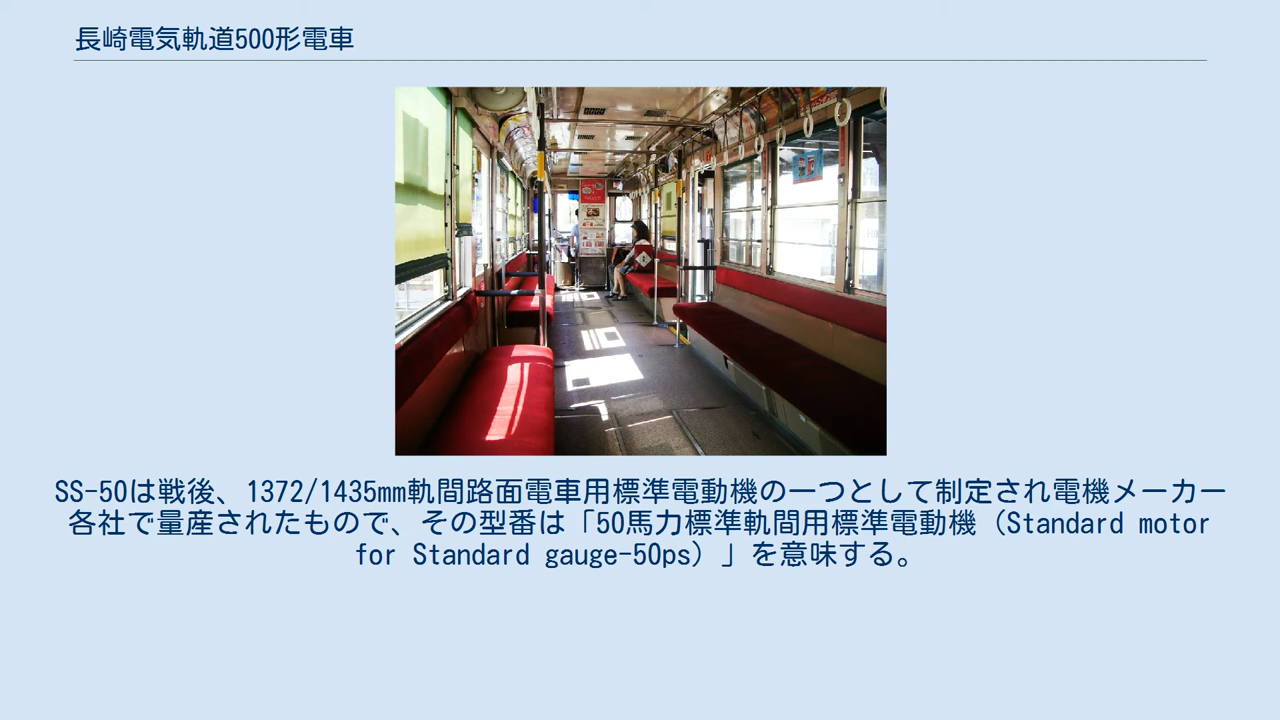 長崎電気軌道500形電車
SS-50は戦後、1372/1435mm軌間路面電車用標準電動機の一つとして制定され電機メーカー
各社で量産されたもので、その型番は「50馬力標準軌間用標準電動機（Standard motor
for Standard gauge-50ps）」を意味する。